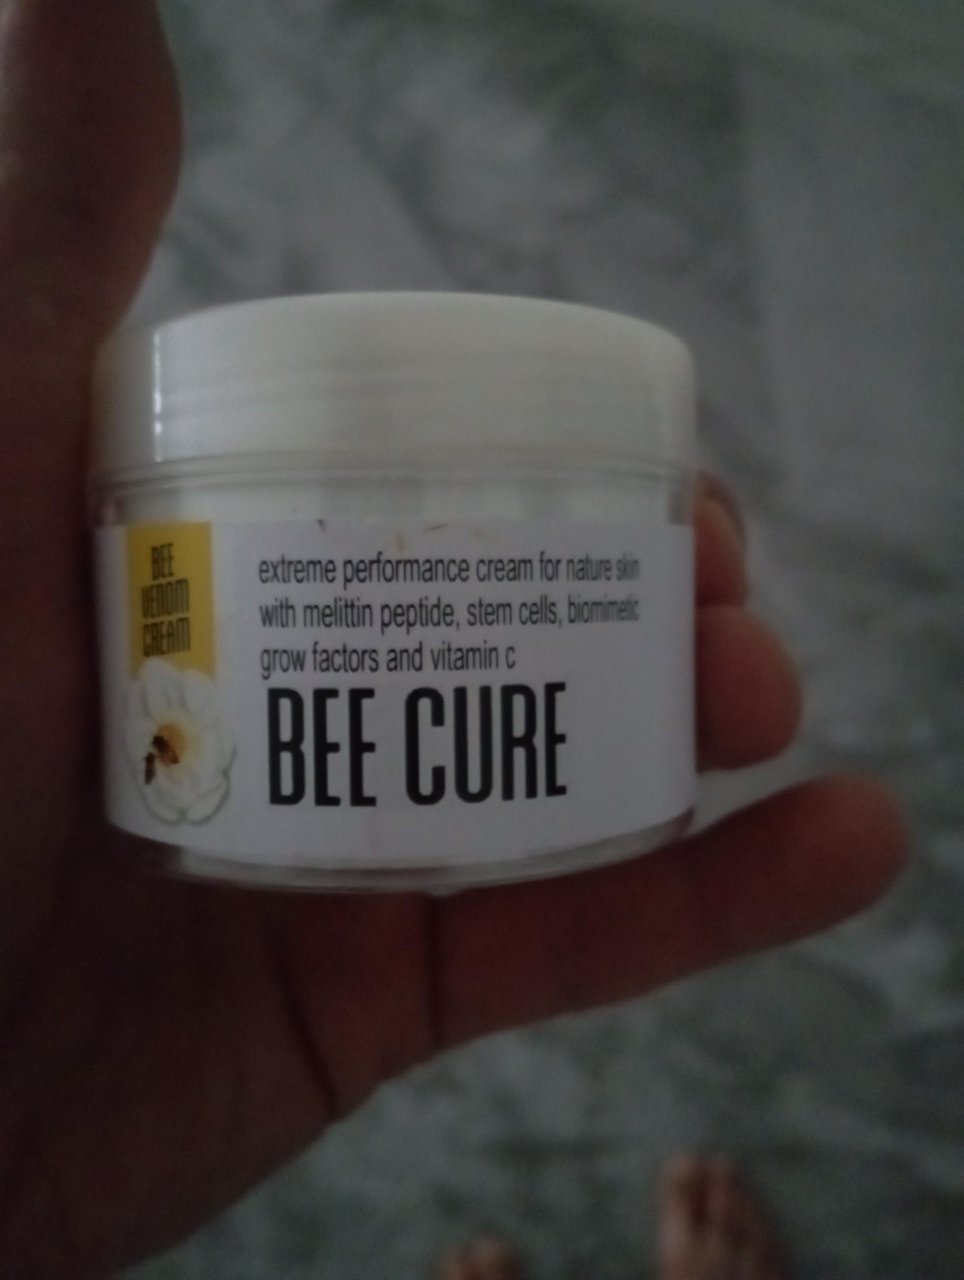 BEE
VENOM
CREAM
extreme performance cream for nature skin
with melittin peptide, stem cells, biomimetic
grow factors and vitamin c
BEE CURE